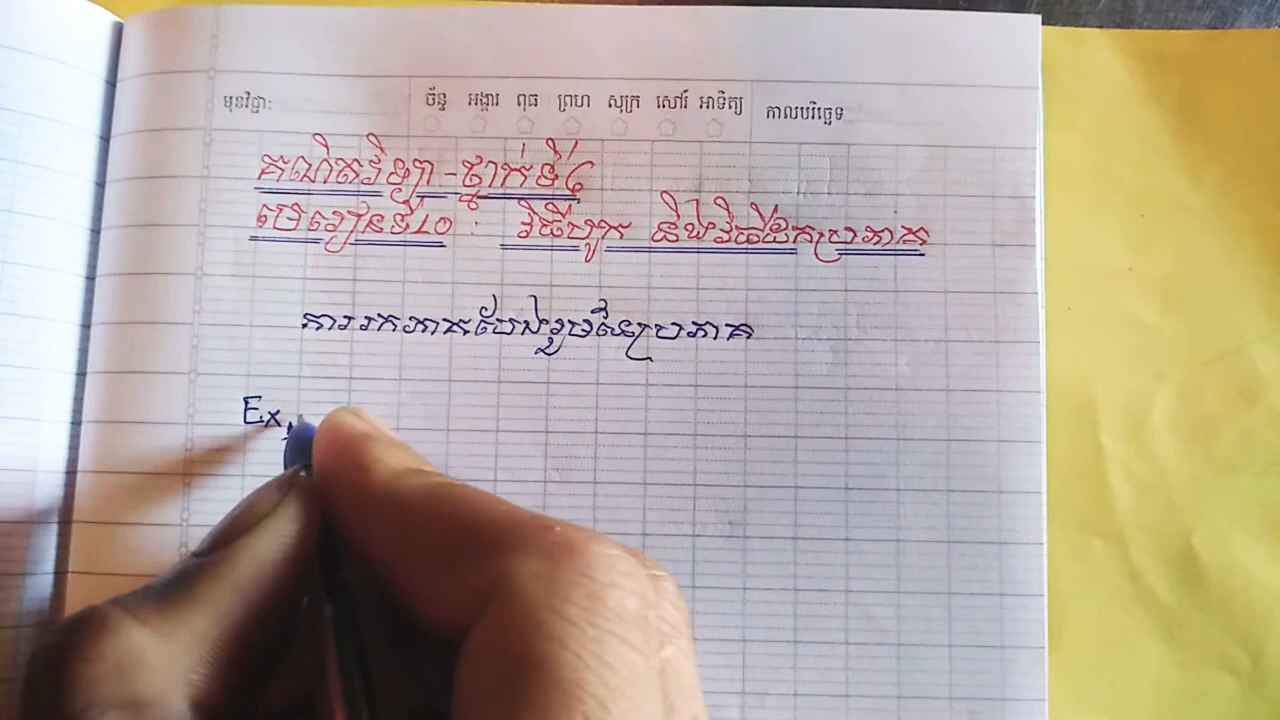 មុខវិជ្ជា: ច័ន្ទ អង្គារ ពុធ ព្រហ សុក្រ សៅរ៍ អាទិត្យ កាលបរិច្ឆេទ
គណិតវិទ្យា - ថ្នាក់ទី៤
មេរៀនទី១០ : វិធីបូក និងវិធីដកប្រភាគ
ការរកភាគបែងរួមនៃប្រភាគ
Ex